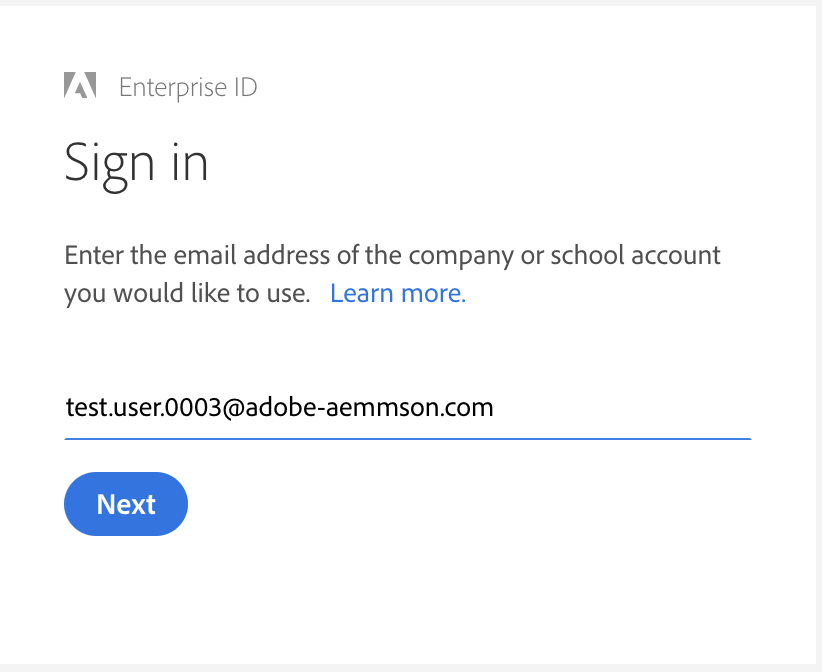 Enterprise ID
Sign in
Enter the email address of the company or school account
you would like to use. Learn more.
test.user.0003@adobe-aemmson.com
Next